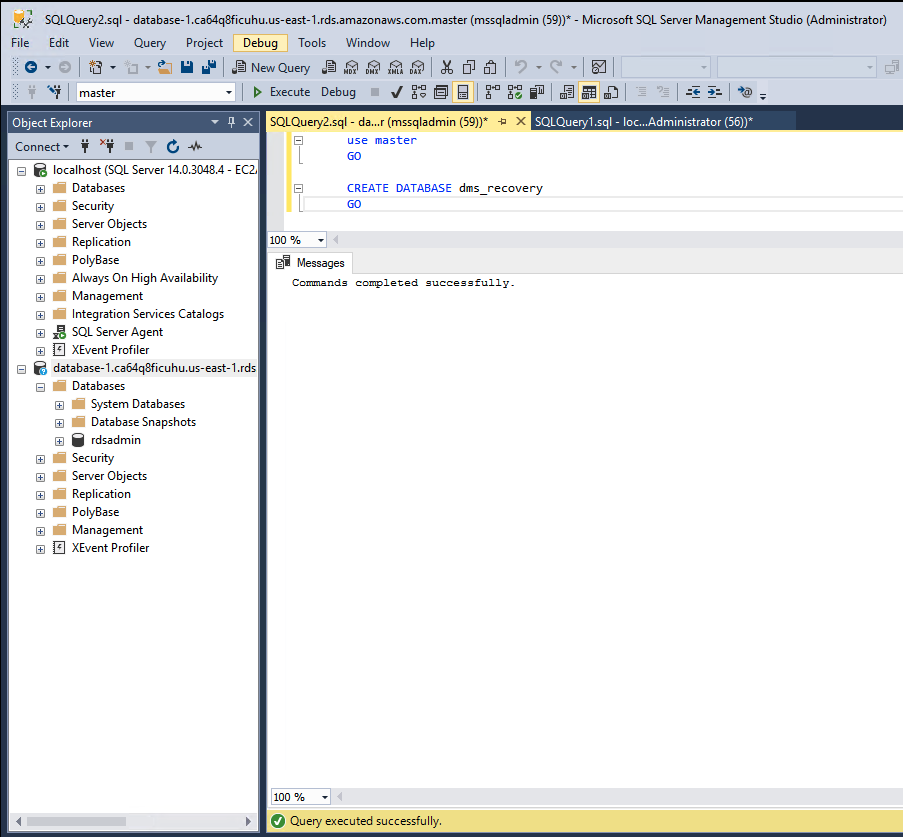 SQLQuery2.sql - database-1.ca64q8ficuhu.us-east-1.rds.amazonaws.com.master (mssqladmin (59))* - Microsoft SQL Server Management Studio (Administrator)
File Edit View Query Project Debug Tools Window Help
New Query MDX DMX XMLA DAX
master Execute Debug
Object Explorer
Connect
localhost (SQL Server 14.0.3048.4 - EC2A
Databases
Security
Server Objects
Replication
PolyBase
Always On High Availability
Management
Integration Services Catalogs
SQL Server Agent
XEvent Profiler
database-1.ca64q8ficuhu.us-east-1.rds
Databases
System Databases
Database Snapshots
rdsadmin
Security
Server Objects
Replication
PolyBase
Management
XEvent Profiler
SQLQuery2.sql - da...r (mssqladmin (59))* SQLQuery1.sql - loc...Administrator (56))*
use master
GO
CREATE DATABASE dms_recovery
GO
100 %
Messages
Commands completed successfully.
100 %
Query executed successfully.